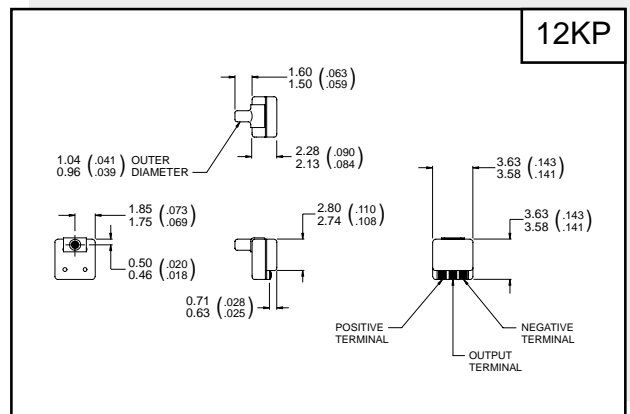 12KP
1.60 (.063)
1.50 (.059)
1.04 (.041) OUTER
0.96 (.039) DIAMETER
2.28 (.090)
2.13 (.084)
3.63 (.143)
3.58 (.141)
1.85 (.073)
1.75 (.069)
2.80 (.110)
2.74 (.108)
3.63 (.143)
3.58 (.141)
0.50 (.020)
0.46 (.018)
0.71 (.028)
0.63 (.025)
POSITIVE
TERMINAL
NEGATIVE
TERMINAL
OUTPUT
TERMINAL